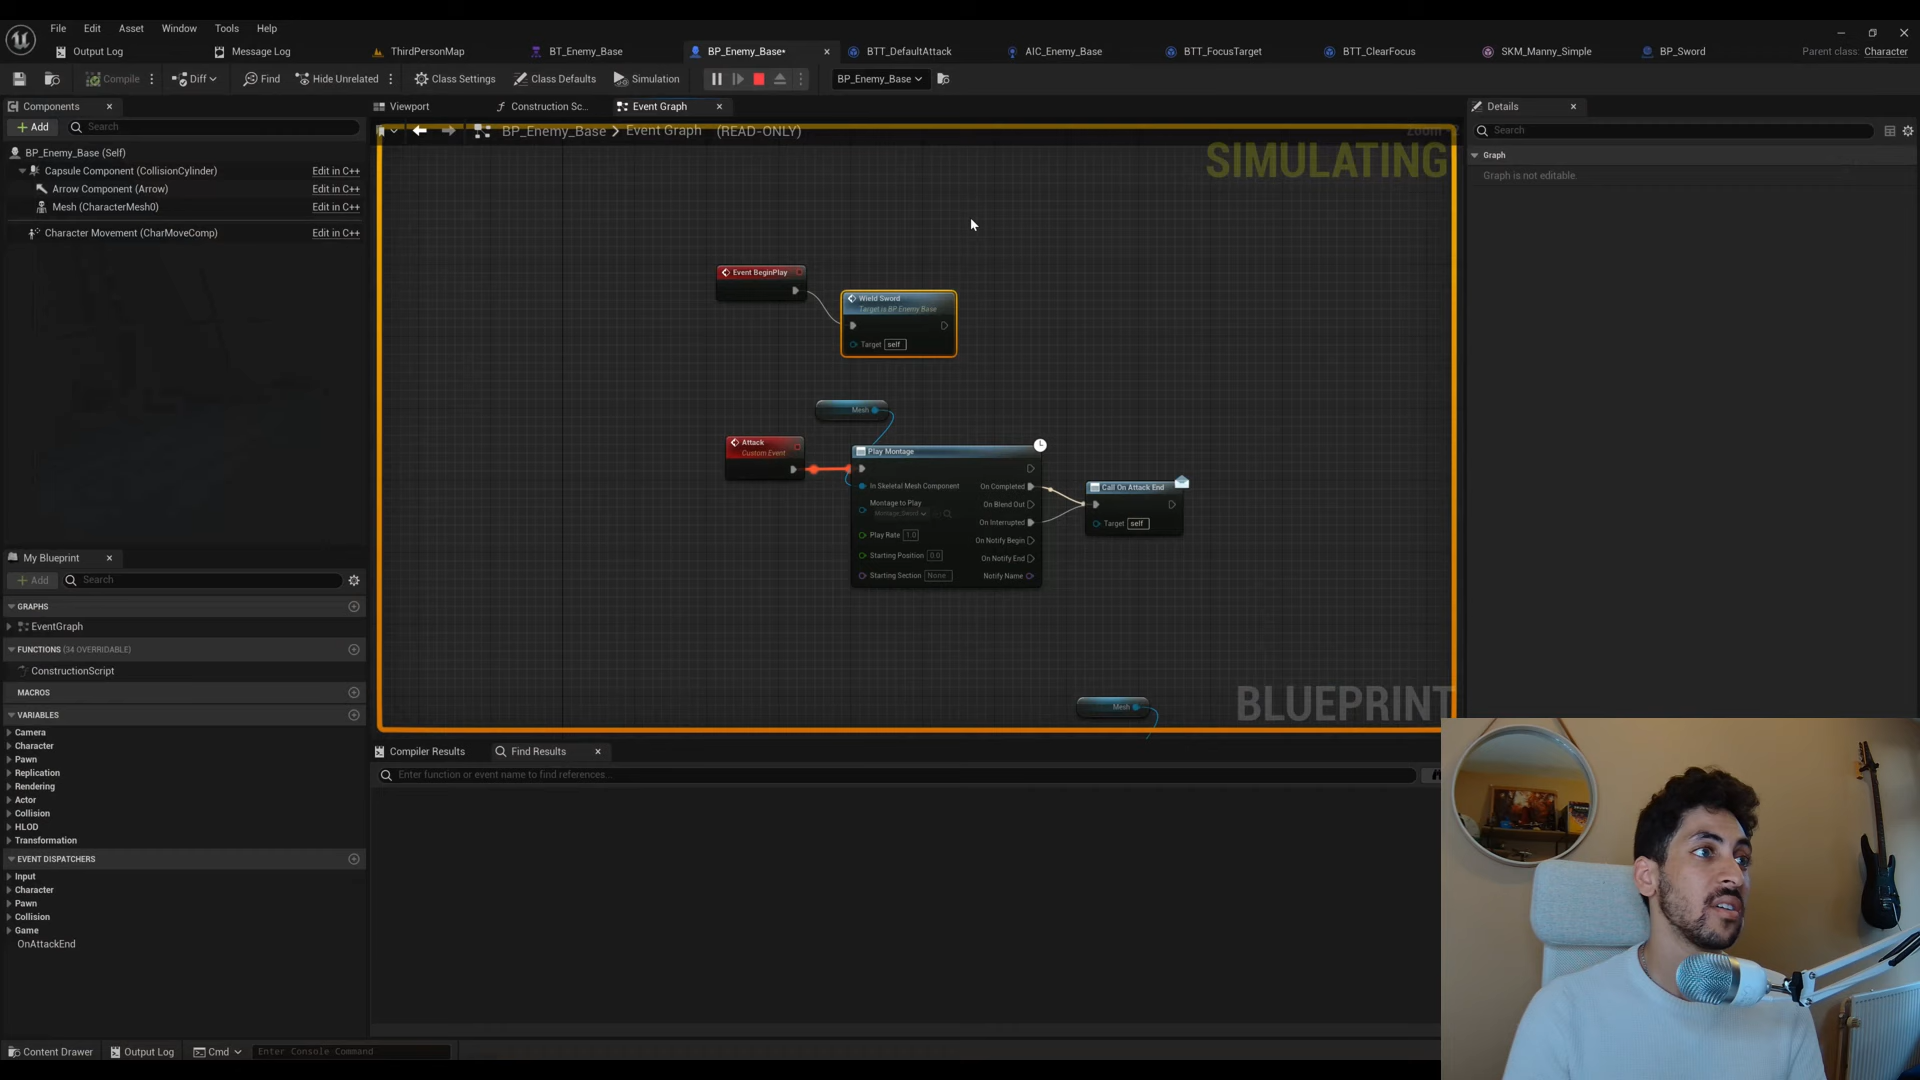 File Edit Asset Window Tools Help
Output Log Message Log ThirdPersonMap BT_Enemy_Base BP_Enemy_Base* BTT_DefaultAttack AIC_Enemy_Base BTT_FocusTarget BTT_ClearFocus SKM_Manny_Simple BP_Sword Parent class: Character
Compile Diff Find Hide Unrelated Class Settings Class Defaults Simulation BP_Enemy_Base
Components Viewport Construction Sc... Event Graph Details
Add Search BP_Enemy_Base > Event Graph (READ-ONLY) Search
SIMULATING
BP_Enemy_Base (Self) Graph
Capsule Component (CollisionCylinder) Edit in C++ Graph is not editable.
Arrow Component (Arrow) Edit in C++
Mesh (CharacterMesh0) Edit in C++
Character Movement (CharMoveComp) Edit in C++
Event BeginPlay
Wield Sword
Target is BP Enemy Base
Target self
Mesh
Attack
Custom Event
Play Montage
In Skeletal Mesh Component On Completed
Montage to Play On Blend Out
On Interrupted
Play Rate 1.0 On Notify Begin
Starting Position 0.0 On Notify End
Starting Section None Notify Name
Call On Attack End
Target self
Mesh
BLUEPRINT
My Blueprint
Add Search
GRAPHS
EventGraph
FUNCTIONS (34 OVERRIDABLE)
ConstructionScript
MACROS
VARIABLES
Camera
Character
Pawn
Replication
Rendering
Actor
Collision
HLOD
Transformation
EVENT DISPATCHERS
Input
Character
Pawn
Collision
Game
OnAttackEnd
Compiler Results Find Results
Enter function or event name to find references...
Content Drawer Output Log Cmd Enter Console Command